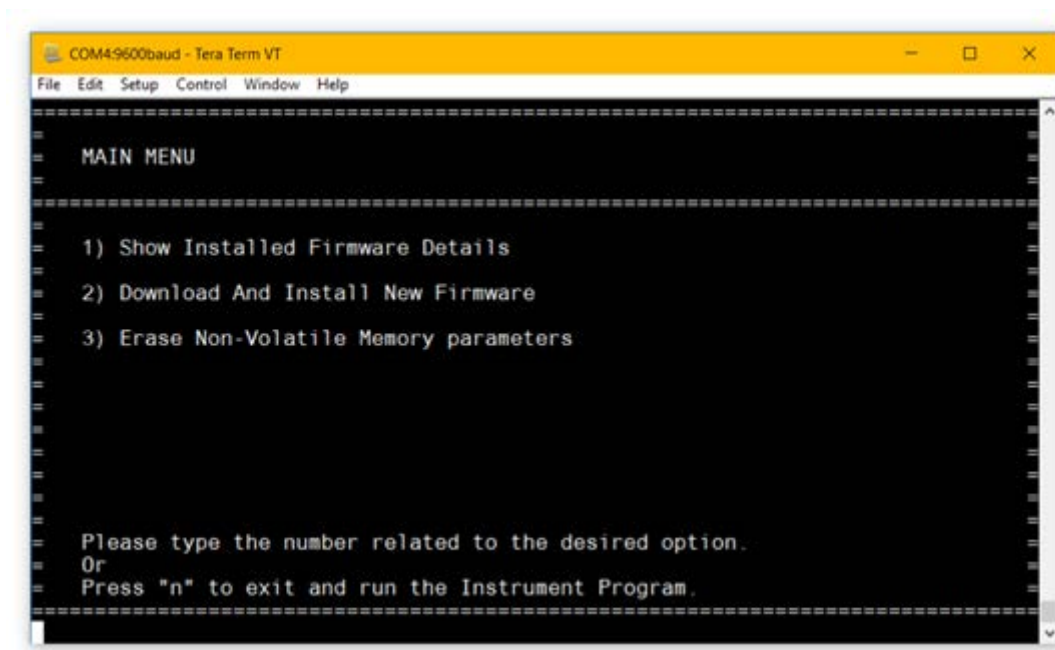 COM4:9600baud - Tera Term VT
File Edit Setup Control Window Help
MAIN MENU
1) Show Installed Firmware Details
2) Download And Install New Firmware
3) Erase Non-Volatile Memory parameters
Please type the number related to the desired option.
Or
Press "n" to exit and run the Instrument Program.